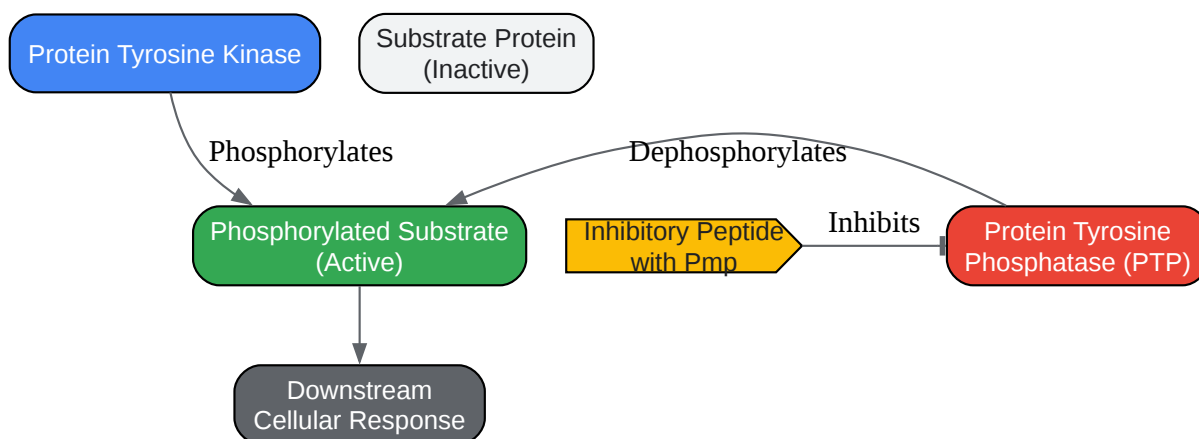 Protein Tyrosine Kinase
Substrate Protein
(Inactive)
Phosphorylates
Dephosphorylates
Phosphorylated Substrate
(Active)
Inhibitory Peptide
with Pmp
Inhibits
Protein Tyrosine
Phosphatase (PTP)
Downstream
Cellular Response